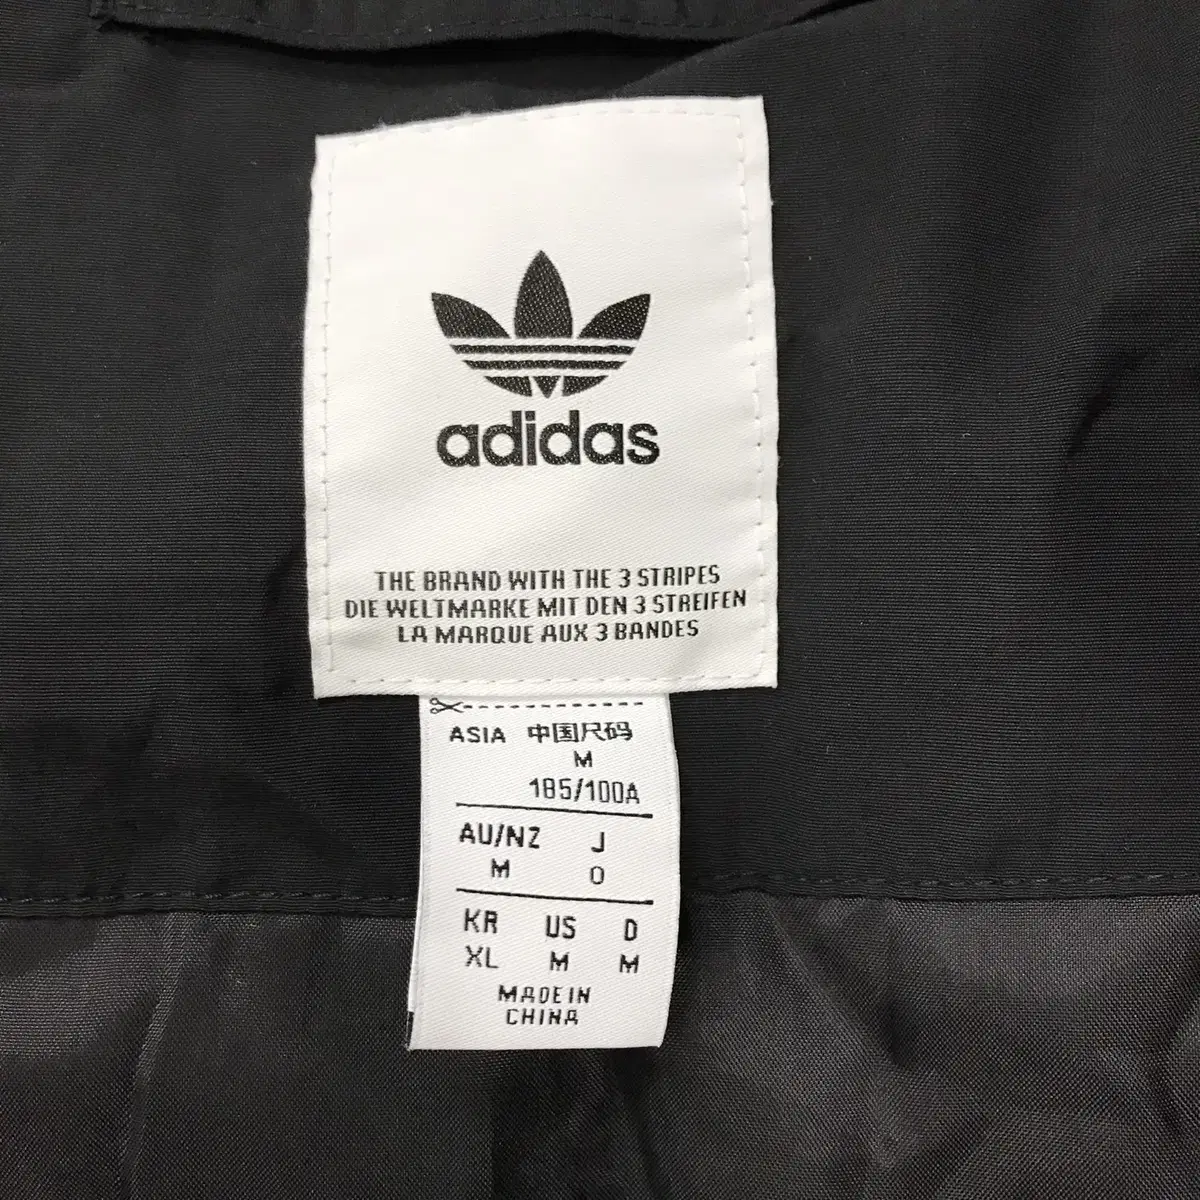 adidas
THE BRAND WITH THE 3 STRIPES
DIE WELTMARKE MIT DEN 3 STREIFEN
LA MARQUE AUX 3 BANDES
ASIA 中国尺码
M
185/100A
AU/NZ J
M O
KR US D
XL M M
MADE IN
CHINA